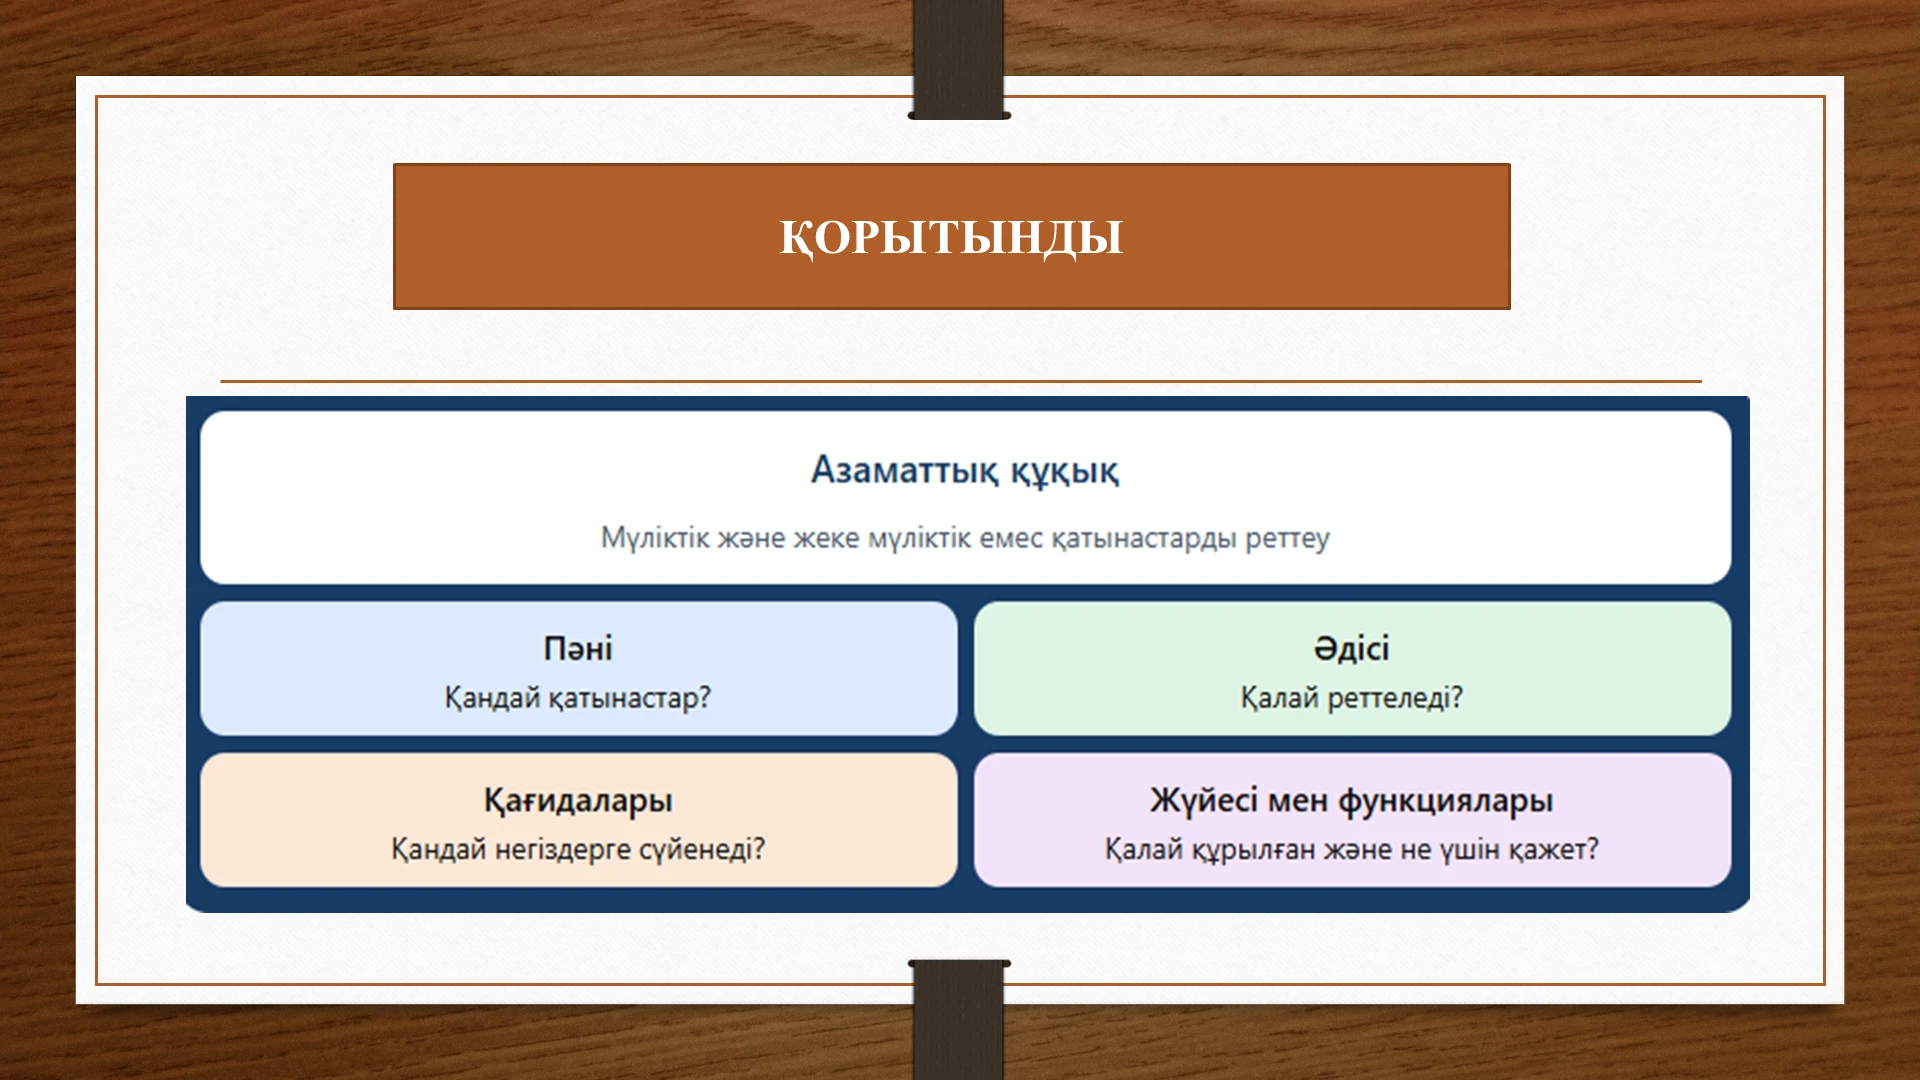 ҚОРЫТЫНДЫ
Азаматтық құқық
Мүліктік және жеке мүліктік емес қатынастарды реттеу
Пәні
Қандай қатынастар?
Әдісі
Қалай реттеледі?
Қағидалары
Қандай негіздерге сүйенеді?
Жүйесі мен функциялары
Қалай құрылған және не үшін қажет?